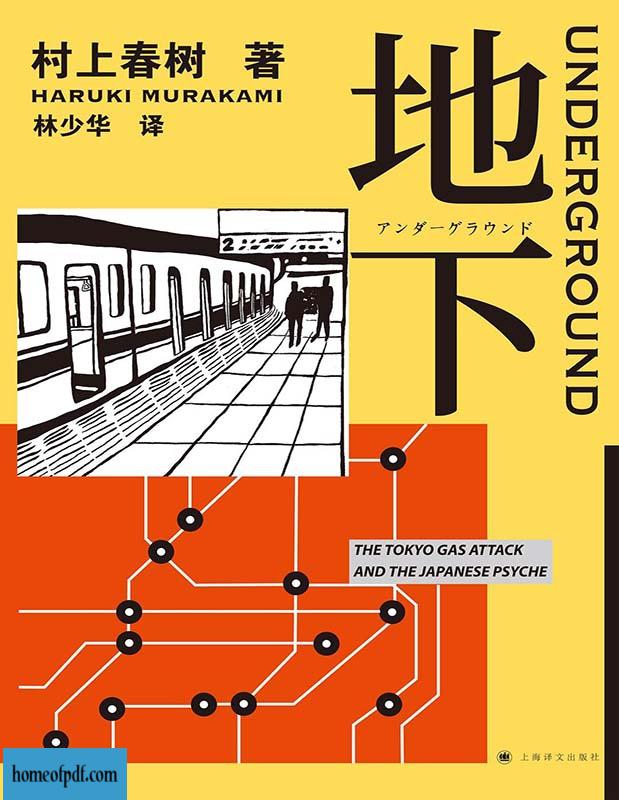 村上春树 著
HARUKI MURAKAMI
林少华 译
地下
アンダーグラウンド
UNDERGROUND
2
THE TOKYO GAS ATTACK
AND THE JAPANESE PSYCHE
上海译文出版社
homeofpdf.com